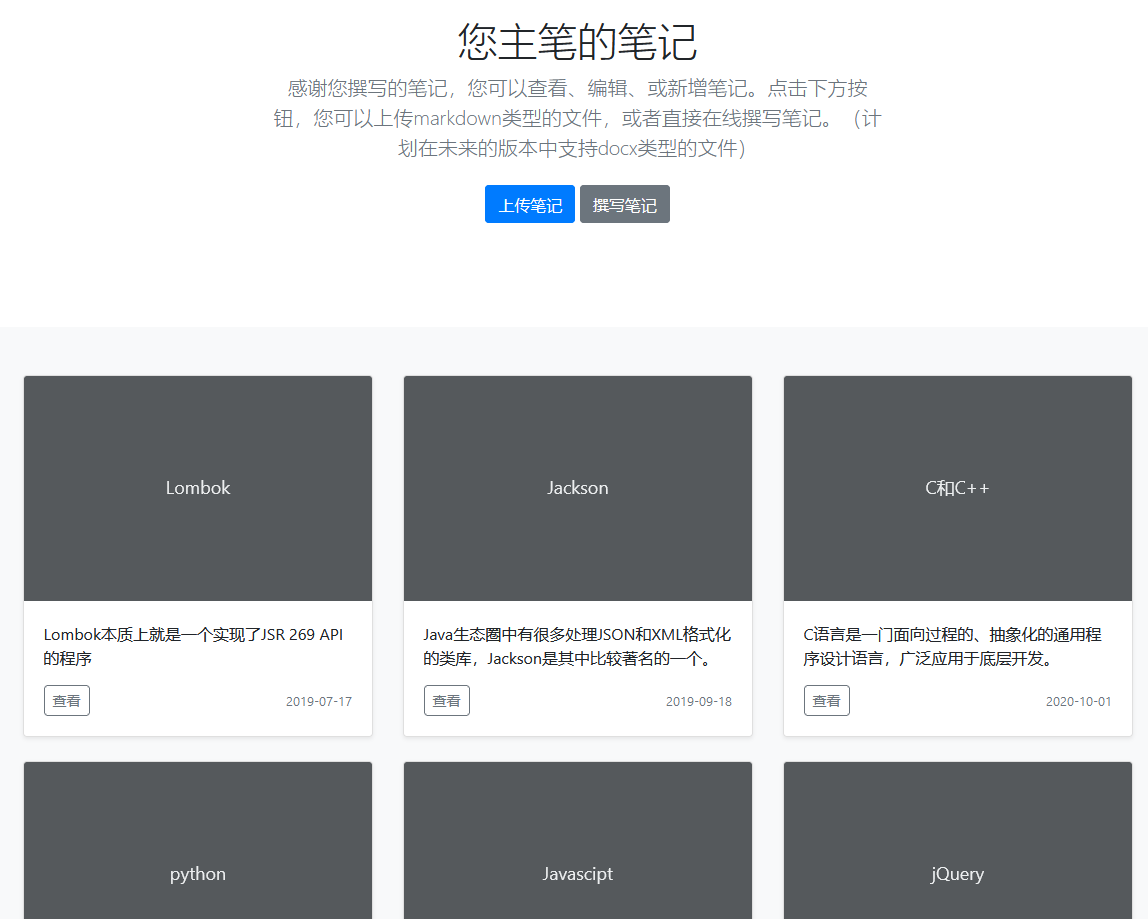 您主笔的笔记
感谢您撰写的笔记，您可以查看、编辑、或新增笔记。点击下方按
钮，您可以上传markdown类型的文件，或者直接在线撰写笔记。（计
划在未来的版本中支持docx类型的文件）
上传笔记 撰写笔记
Lombok
Jackson
C和C++
Lombok本质上就是一个实现了JSR 269 API
的程序
查看 2019-07-17
Java生态圈中有很多处理JSON和XML格式化
的类库，Jackson是其中比较著名的一个。
查看 2019-09-18
C语言是一门面向过程的、抽象化的通用程
序设计语言，广泛应用于底层开发。
查看 2020-10-01
python
Javascipt
jQuery